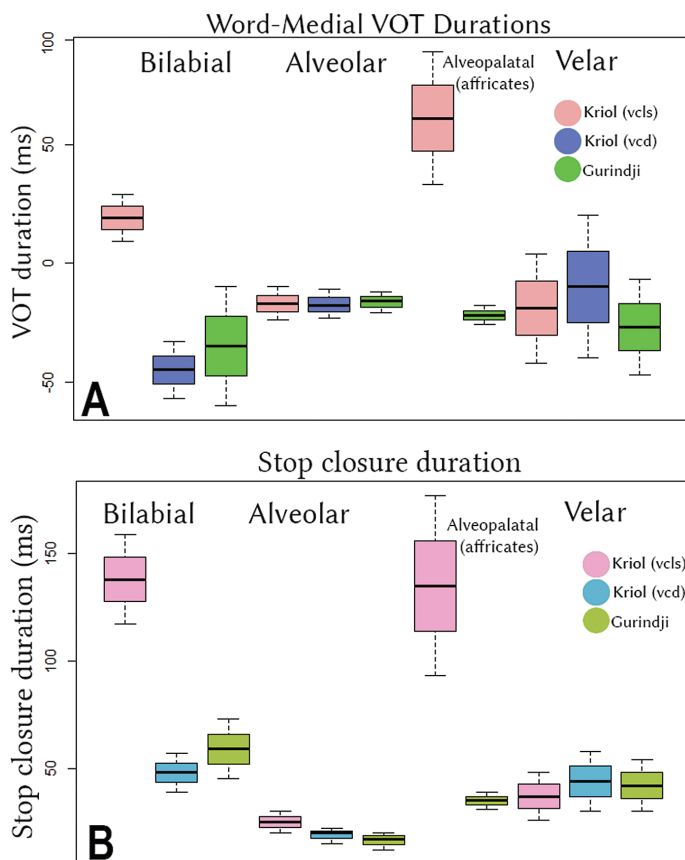 Word-Medial VOT Durations
VOT duration (ms)
100
50
0
-50
Bilabial
Alveolar
Alveopalatal
(affricates)
Velar
Kriol (vcls)
Kriol (vcd)
Gurindji
A
Stop closure duration
Stop closure duration (ms)
150
100
50
Bilabial
Alveolar
Alveopalatal
(affricates)
Velar
Kriol (vcls)
Kriol (vcd)
Gurindji
B